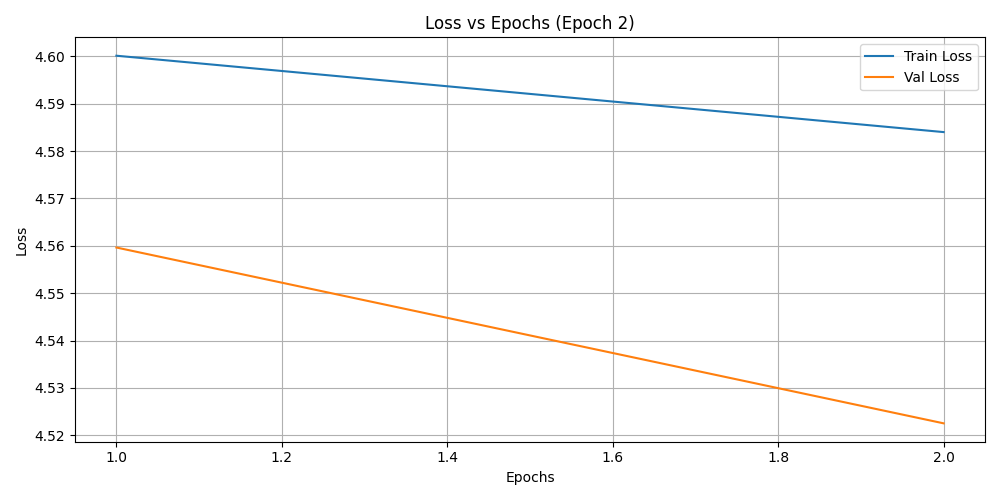 Loss vs Epochs (Epoch 2)
Train Loss
Val Loss
Loss
4.60
4.59
4.58
4.57
4.56
4.55
4.54
4.53
4.52
1.0 1.2 1.4 1.6 1.8 2.0
Epochs